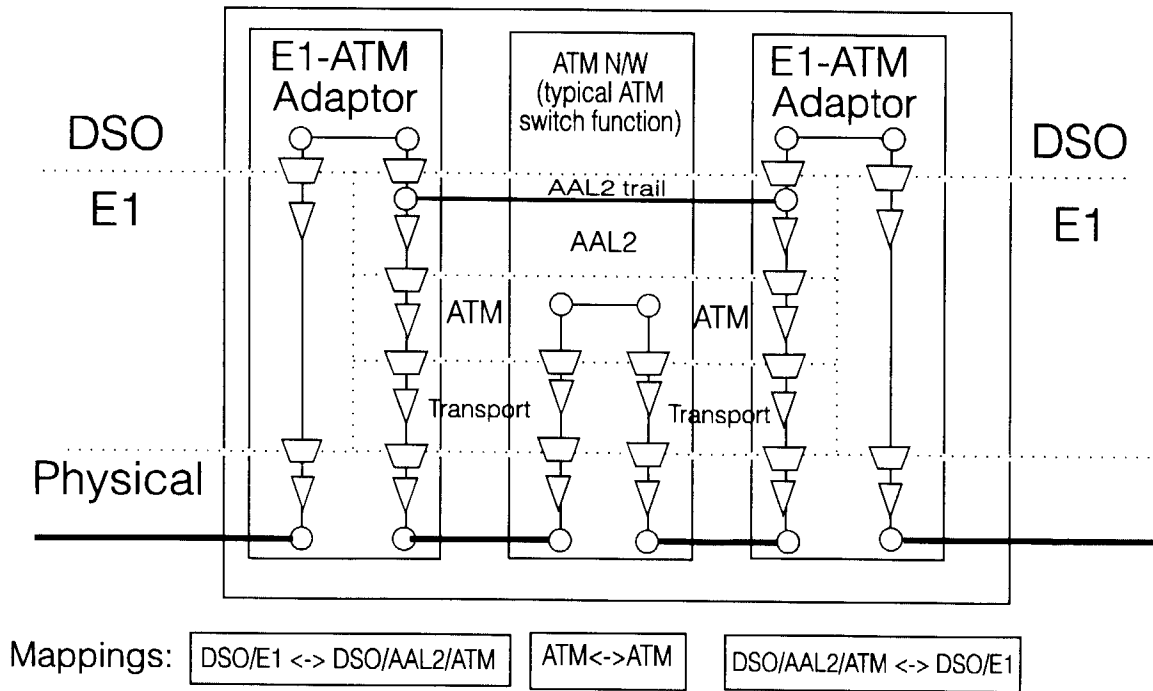 E1-ATM
Adaptor
ATM N/W
(typical ATM
switch function)
E1-ATM
Adaptor
DSO
DSO
AAL2 trail
E1
E1
AAL2
ATM
ATM
Transport
Transport
Physical
Mappings:
DSO/E1 <-> DSO/AAL2/ATM
ATM<->ATM
DSO/AAL2/ATM <-> DSO/E1